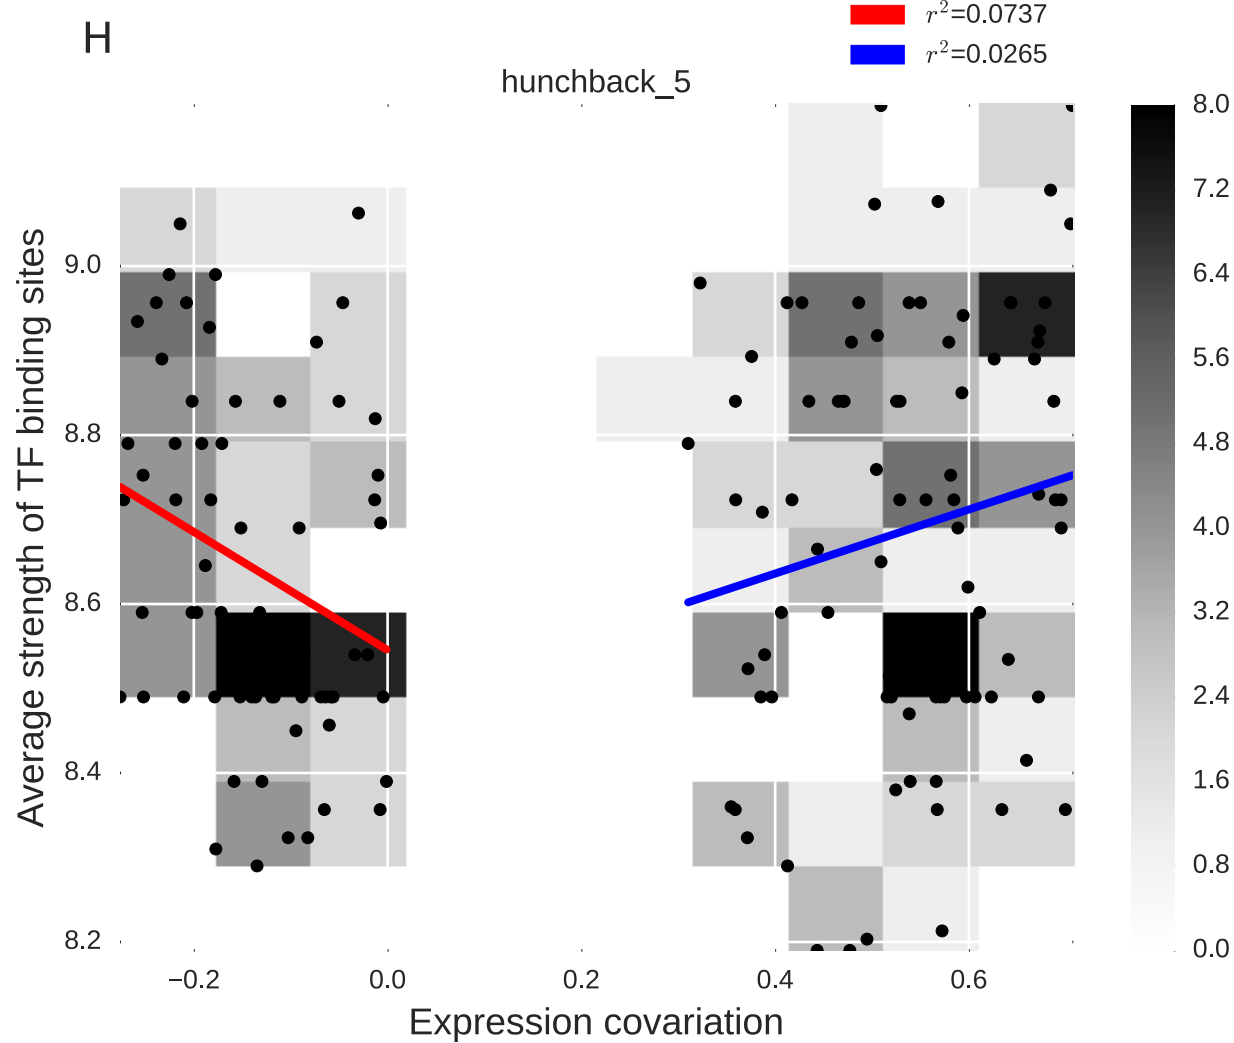 H
r²=0.0737
r²=0.0265
hunchback_5
Average strength of TF binding sites
9.0
8.8
8.6
8.4
8.2
−0.2 0.0 0.2 0.4 0.6
Expression covariation
8.0
7.2
6.4
5.6
4.8
4.0
3.2
2.4
1.6
0.8
0.0